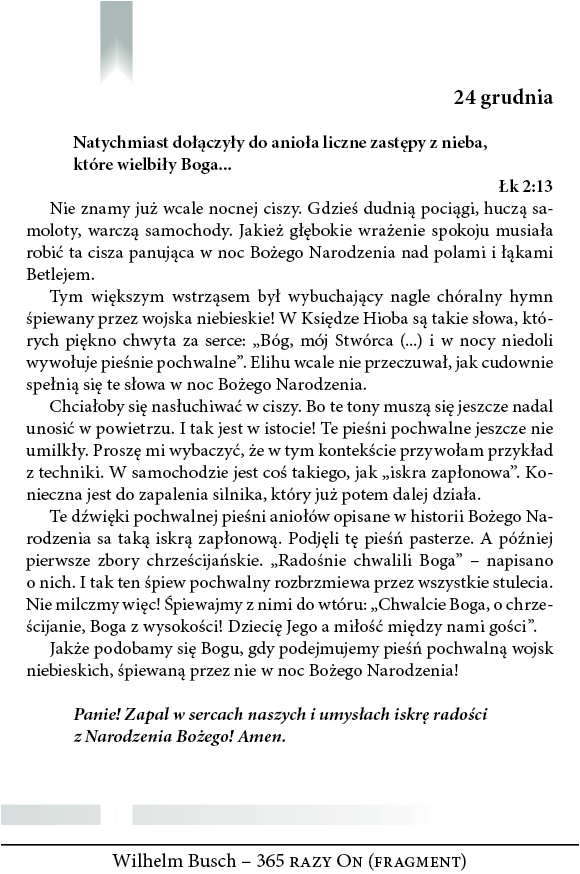 24 grudnia
Natychmiast dołączyły do anioła liczne zastępy z nieba,
które wielbiły Boga...
Łk 2:13
Nie znamy już wcale nocnej ciszy. Gdzieś dudnią pociągi, huczą sa-
moloty, warczą samochody. Jakież głębokie wrażenie spokoju musiała
robić ta cisza panująca w noc Bożego Narodzenia nad polami i łąkami
Betlejem.
Tym większym wstrząsem był wybuchający nagle chóralny hymn
śpiewany przez wojska niebieskie! W Księdze Hioba są takie słowa, któ-
rych piękno chwyta za serce: „Bóg, mój Stwórca (...) i w nocy niedoli
wywołuje pieśnie pochwalne”. Elihu wcale nie przeczuwał, jak cudownie
spełnią się te słowa w noc Bożego Narodzenia.
Chciałoby się nasłuchiwać w ciszy. Bo te tony muszą się jeszcze nadal
unosić w powietrzu. I tak jest w istocie! Te pieśni pochwalne jeszcze nie
umilkły. Proszę mi wybaczyć, że w tym kontekście przywołam przykład
z techniki. W samochodzie jest coś takiego, jak „iskra zapłonowa”. Ko-
nieczna jest do zapalenia silnika, który już potem dalej działa.
Te dźwięki pochwalnej pieśni aniołów opisane w historii Bożego Na-
rodzenia sa taką iskrą zapłonową. Podjęli tę pieśń pasterze. A później
pierwsze zbory chrześcijańskie. „Radośnie chwalili Boga” – napisano
o nich. I tak ten śpiew pochwalny rozbrzmiewa przez wszystkie stulecia.
Nie milczmy więc! Śpiewajmy z nimi do wtóru: „Chwalcie Boga, o chrze-
ścijanie, Boga z wysokości! Dziecię Jego a miłość między nami gości”.
Jakże podobamy się Bogu, gdy podejmujemy pieśń pochwalną wojsk
niebieskich, śpiewaną przez nie w noc Bożego Narodzenia!
Panie! Zapal w sercach naszych i umysłach iskrę radości
z Narodzenia Bożego! Amen.
Wilhelm Busch – 365 razy On (fragment)